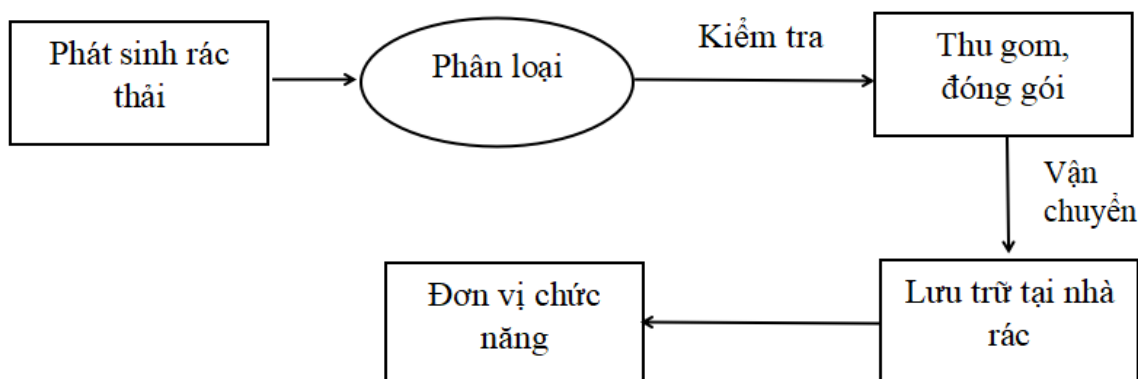 Phát sinh rác
thải
Phân loại
Kiểm tra
Thu gom,
đóng gói
Vận
chuyển
Lưu trữ tại nhà
rác
Đơn vị chức
năng